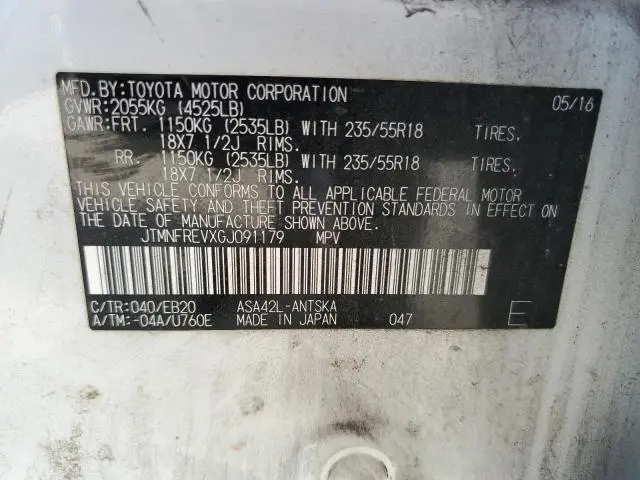 MFD. BY: TOYOTA MOTOR CORPORATION 05/16
GVWR: 2055KG (4525LB)
GAWR: FRT. 1150KG (2535LB) WITH 235/55R18 TIRES.
18X7 1/2J RIMS.
RR. 1150KG (2535LB) WITH 235/55R18 TIRES.
18X7 1/2J RIMS.
THIS VEHICLE CONFORMS TO ALL APPLICABLE FEDERAL MOTOR
VEHICLE SAFETY AND THEFT PREVENTION STANDARDS IN EFFECT ON
THE DATE OF MANUFACTURE SHOWN ABOVE.
JTMNFREVXGJ091179 MPV
C/TR: 040/EB20 ASA42L-ANTSKA
A/TM: -04A/U760E MADE IN JAPAN 047 E